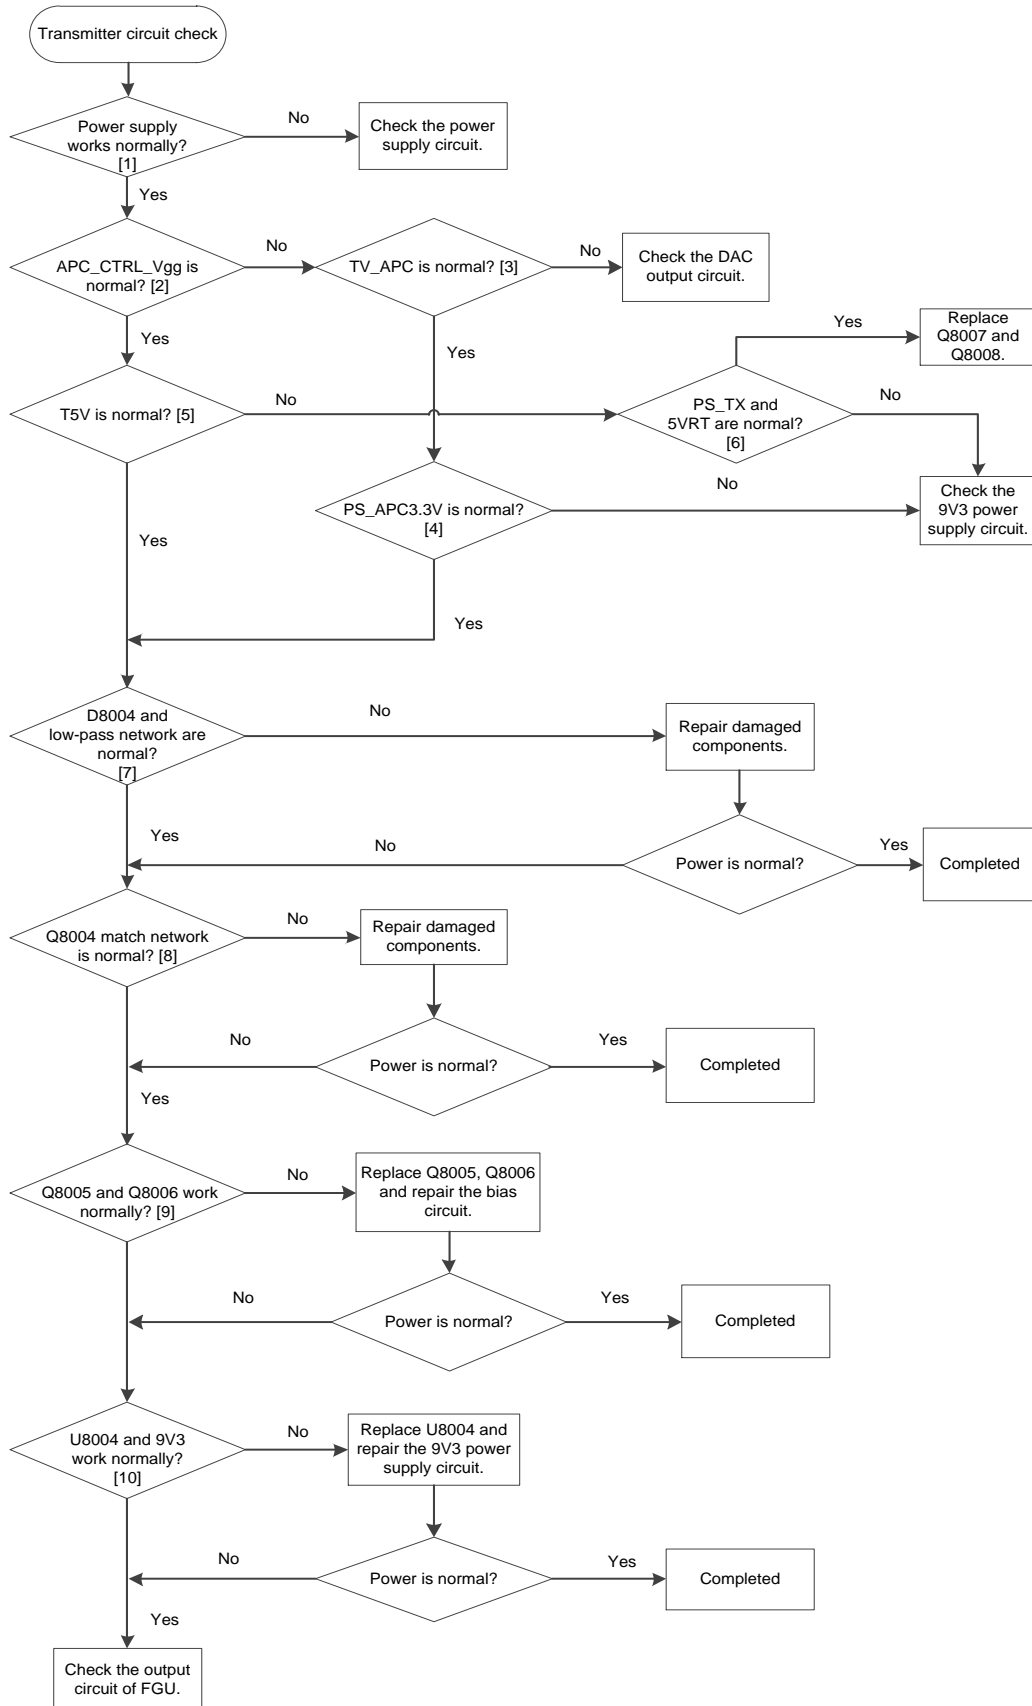 Transmitter circuit check
Power supply
works normally?
[1]
No
Check the power
supply circuit.
Yes
APC_CTRL_Vgg is
normal? [2]
No
TV_APC is normal? [3]
No
Check the DAC
output circuit.
Yes
Yes
Yes
Replace
Q8007 and
Q8008.
T5V is normal? [5]
No
PS_TX and
5VRT are normal?
[6]
No
PS_APC3.3V is normal?
[4]
No
Check the
9V3 power
supply circuit.
Yes
Yes
D8004 and
low-pass network are
normal?
[7]
No
Repair damaged
components.
Yes
No
Power is normal?
Yes
Completed
Q8004 match network
is normal? [8]
No
Repair damaged
components.
No
Power is normal?
Yes
Completed
Yes
Q8005 and Q8006 work
normally? [9]
No
Replace Q8005, Q8006
and repair the bias
circuit.
No
Power is normal?
Yes
Completed
U8004 and 9V3
work normally?
[10]
No
Replace U8004 and
repair the 9V3 power
supply circuit.
No
Power is normal?
Yes
Completed
Yes
Check the output
circuit of FGU.